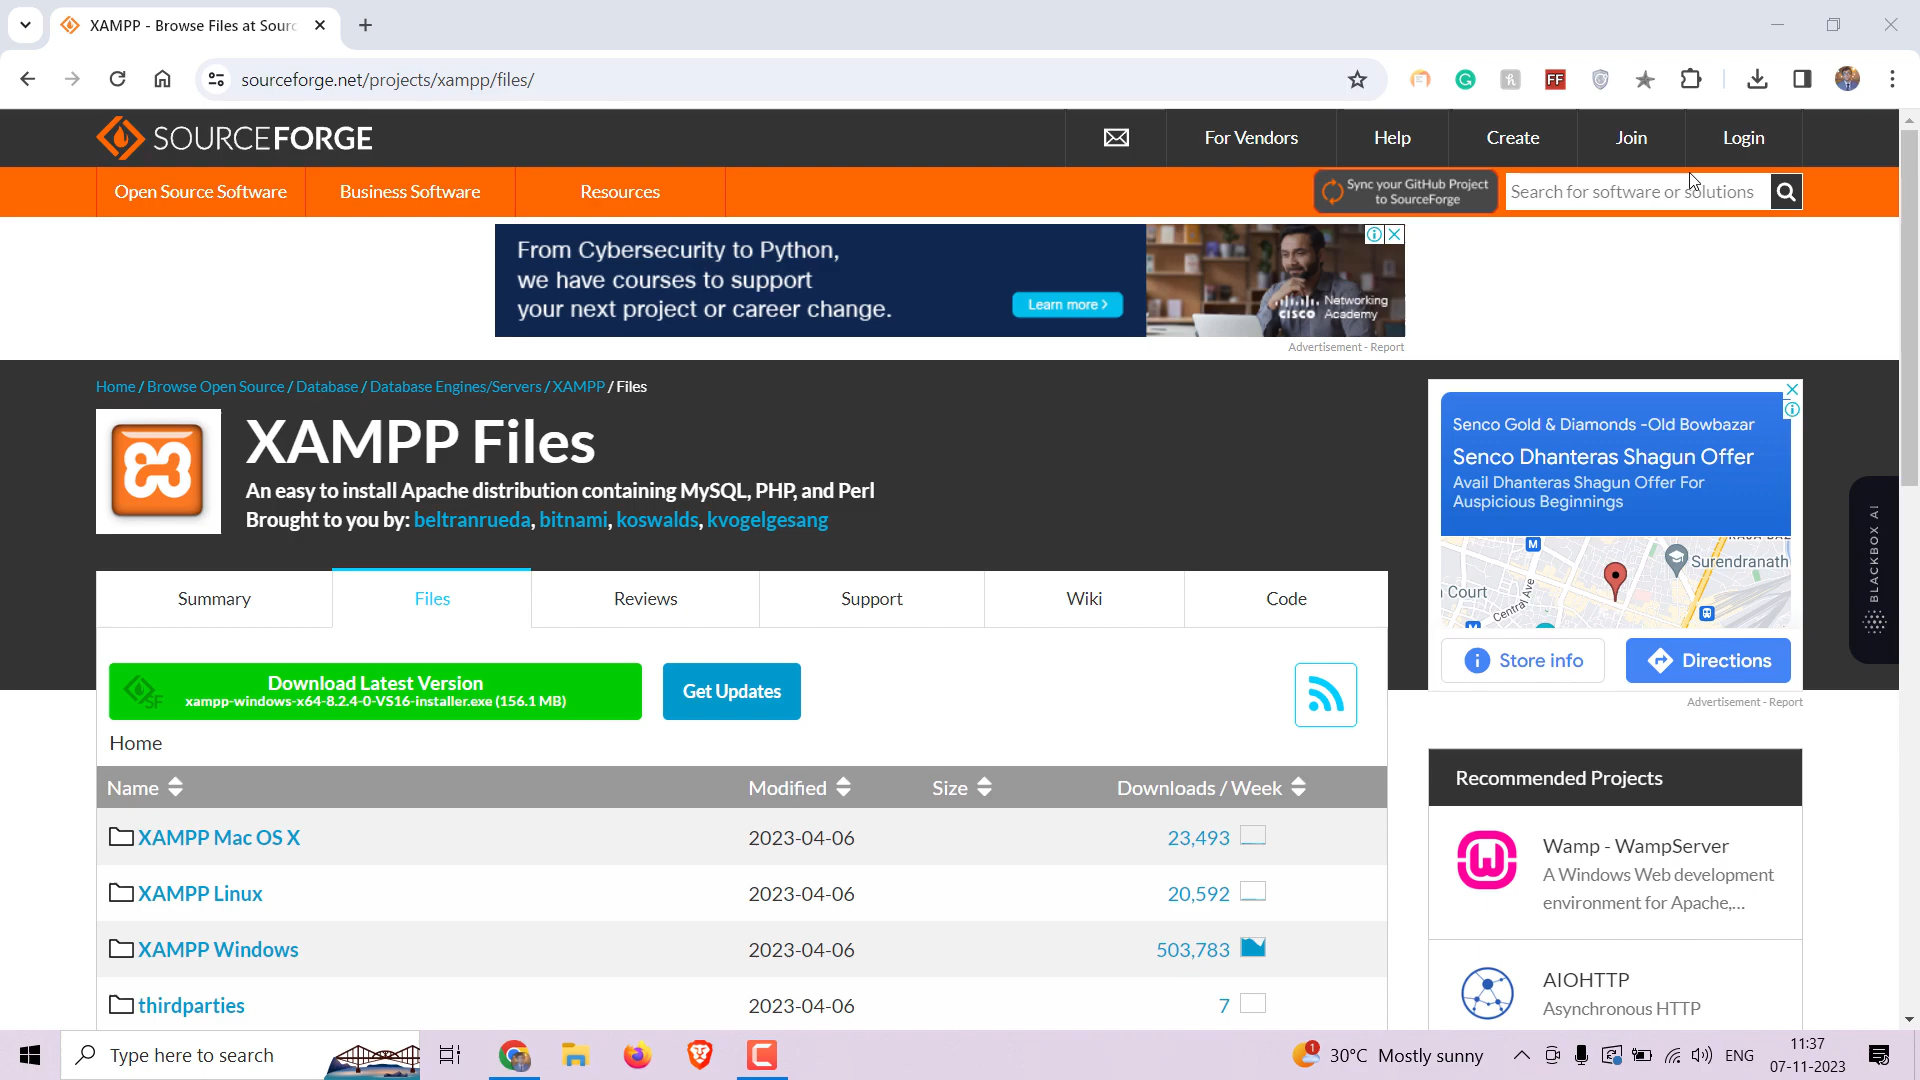 XAMPP - Browse Files at Sourc
sourceforge.net/projects/xampp/files/
SOURCEFORGE
For Vendors
Help
Create
Join
Login
Open Source Software
Business Software
Resources
Sync your GitHub Project
to SourceForge
Search for software or solutions
From Cybersecurity to Python,
we have courses to support
your next project or career change.
Learn more >
CISCO
Networking
Academy
Advertisement - Report
Home / Browse Open Source / Database / Database Engines/Servers / XAMPP / Files
XAMPP Files
An easy to install Apache distribution containing MySQL, PHP, and Perl
Brought to you by: beltranrueda, bitnami, koswalds, kvogelgesang
Senco Gold & Diamonds -Old Bowbazar
Senco Dhanteras Shagun Offer
Avail Dhanteras Shagun Offer For
Auspicious Beginnings
Surendranath
Court
Central Ave
Store info
Directions
Advertisement - Report
BLACKBOX AI
Summary
Files
Reviews
Support
Wiki
Code
Download Latest Version
xampp-windows-x64-8.2.4-0-VS16-installer.exe (156.1 MB)
Get Updates
Home
Name
Modified
Size
Downloads / Week
XAMPP Mac OS X
2023-04-06
23,493
XAMPP Linux
2023-04-06
20,592
XAMPP Windows
2023-04-06
503,783
thirdparties
2023-04-06
7
Recommended Projects
Wamp - WampServer
A Windows Web development
environment for Apache,...
AIOHTTP
Asynchronous HTTP
Type here to search
1
30°C Mostly sunny
ENG
11:37
07-11-2023